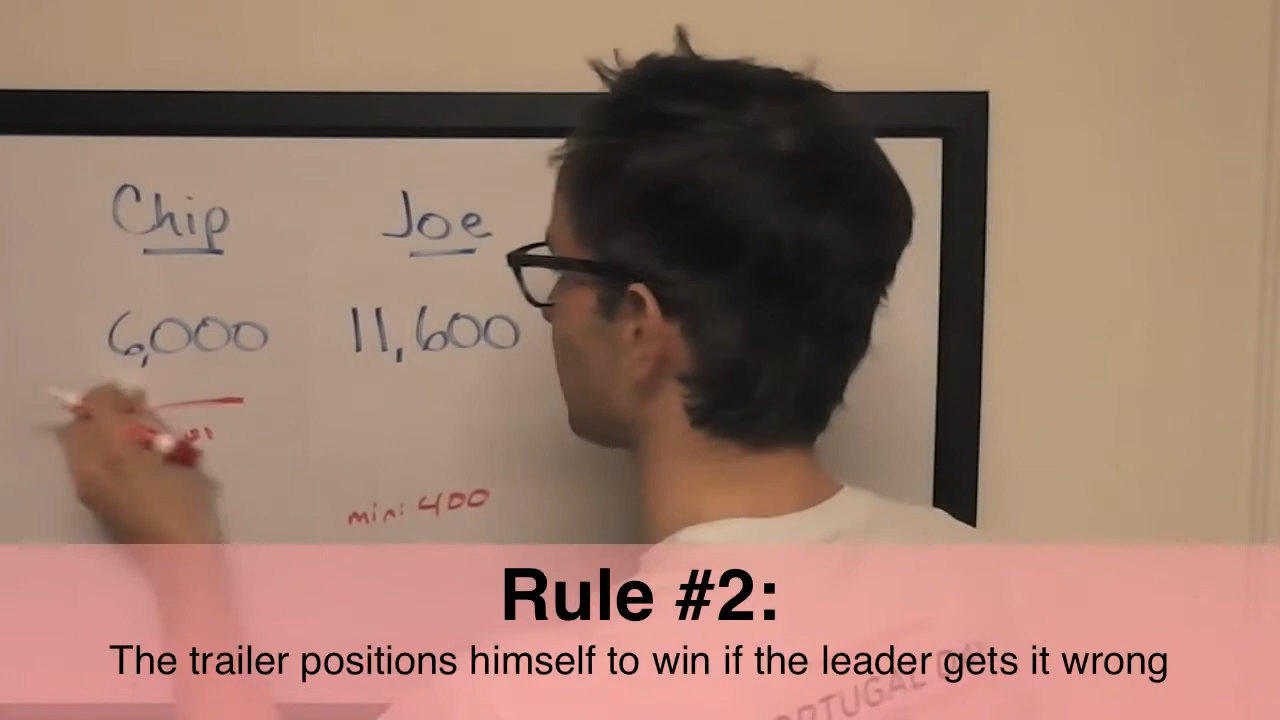 Chip Joe
6,000 11,600
min: 400
Rule #2:
The trailer positions himself to win if the leader gets it wrong
PORTUGAL